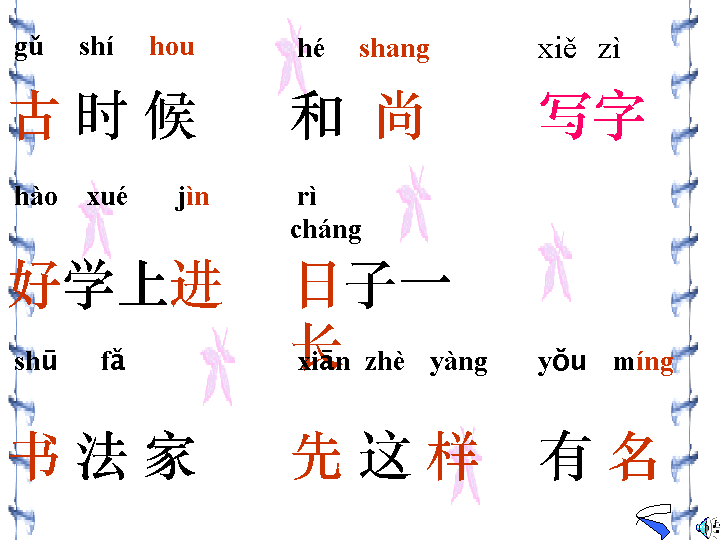 gǔ shí hou hé shang xiě zì
古 时 候 和 尚 写字
hào xué jìn rì
cháng
好学上进 日子一
长
shū fǎ xiān zhè yàng yǒu míng
书 法 家 先 这 样 有 名